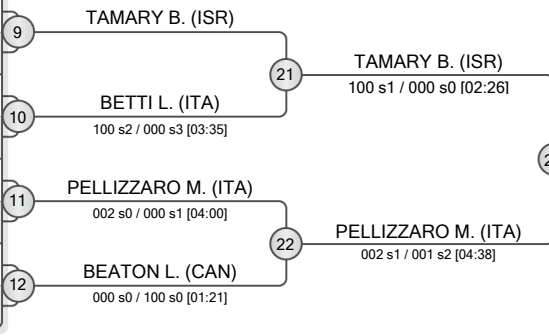 9
TAMARY B. (ISR)
21
TAMARY B. (ISR)
100 s1 / 000 s0 [02:26]
10
BETTI L. (ITA)
100 s2 / 000 s3 [03:35]
11
PELLIZZARO M. (ITA)
002 s0 / 000 s1 [04:00]
22
PELLIZZARO M. (ITA)
002 s1 / 001 s2 [04:38]
12
BEATON L. (CAN)
000 s0 / 100 s0 [01:21]